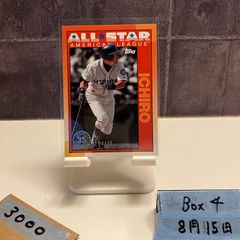 ALL★STAR
AMERICAN LEAGUE
Topps
ICHIRO
35
3000
Box 4
8月15日